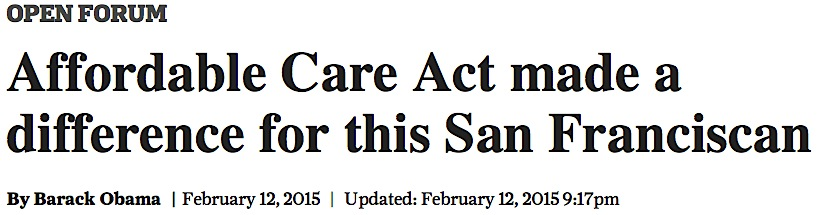 OPEN FORUM
Affordable Care Act made a
difference for this San Franciscan
By Barack Obama | February 12, 2015 | Updated: February 12, 2015 9:17pm